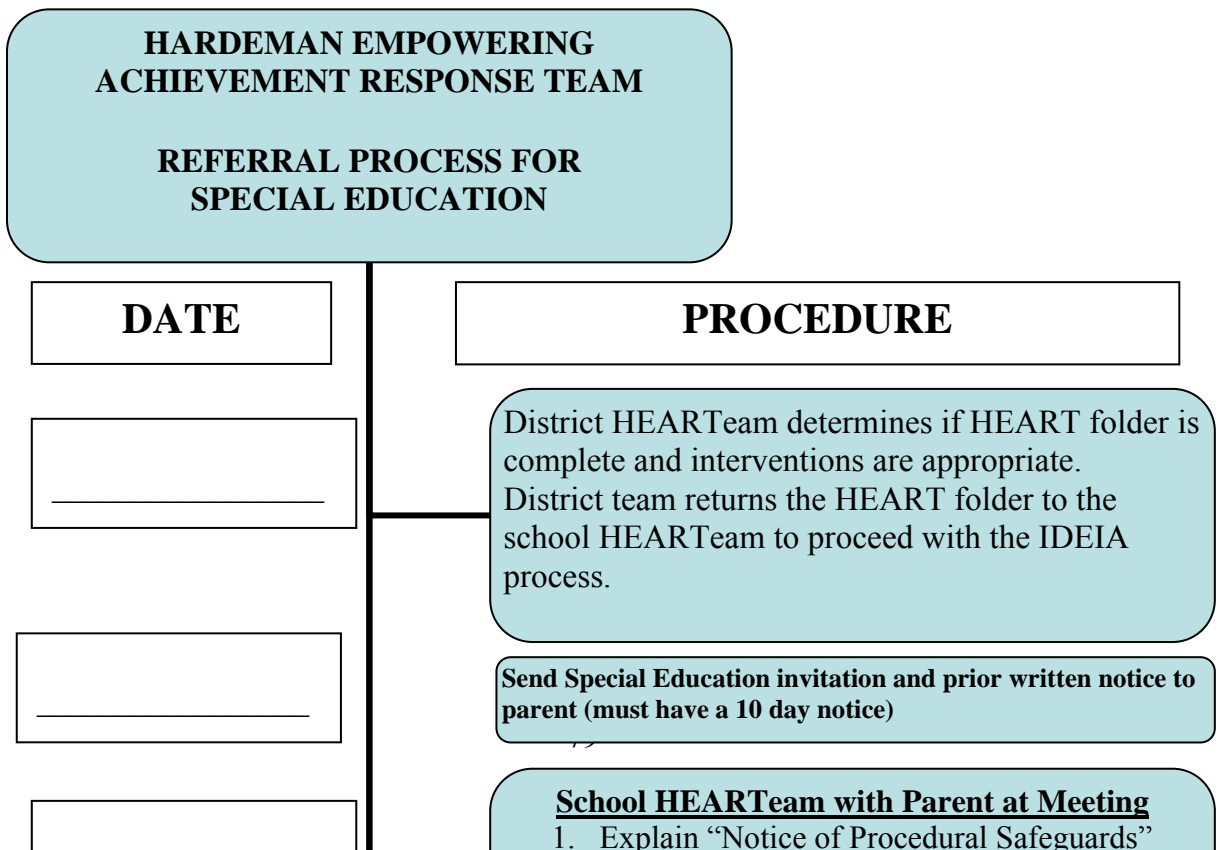 HARDEMAN EMPOWERING
ACHIEVEMENT RESPONSE TEAM
REFERRAL PROCESS FOR
SPECIAL EDUCATION
DATE
PROCEDURE
District HEARTeam determines if HEART folder is
complete and interventions are appropriate.
District team returns the HEART folder to the
school HEARTeam to proceed with the IDEIA
process.
Send Special Education invitation and prior written notice to
parent (must have a 10 day notice)
School HEARTeam with Parent at Meeting
1. Explain “Notice of Procedural Safeguards”